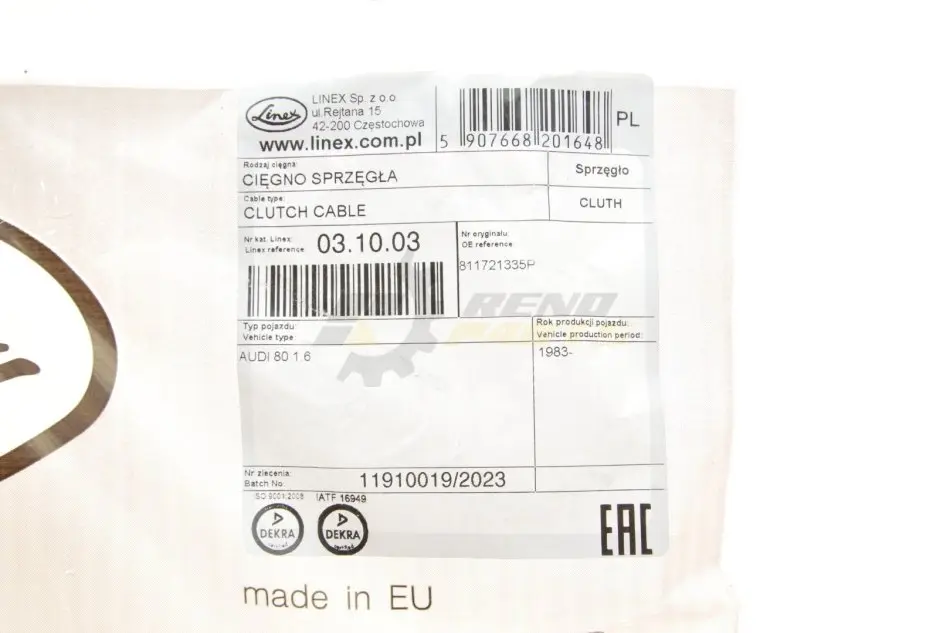 Linex
LINEX Sp. z o.o.
ul.Rejtana 15
42-200 Częstochowa
www.linex.com.pl
5 907668 201648
PL
Rodzaj cięgna:
CIĘGNO SPRZĘGŁA
Sprzęgło
Cable type:
CLUTCH CABLE
CLUTH
Nr kat. Linex:
Linex reference:
03.10.03
Nr oryginału:
OE reference:
811721335P
RENO
Typ pojazdu:
Vehicle type
Rok produkcji pojazdu:
Vehicle production period:
AUDI 80 1.6
1983-
Nr zlecenia:
Batch No:
11910019/2023
ISO 9001:2008
IATF 16949
DEKRA
DEKRA
EAC
made in EU